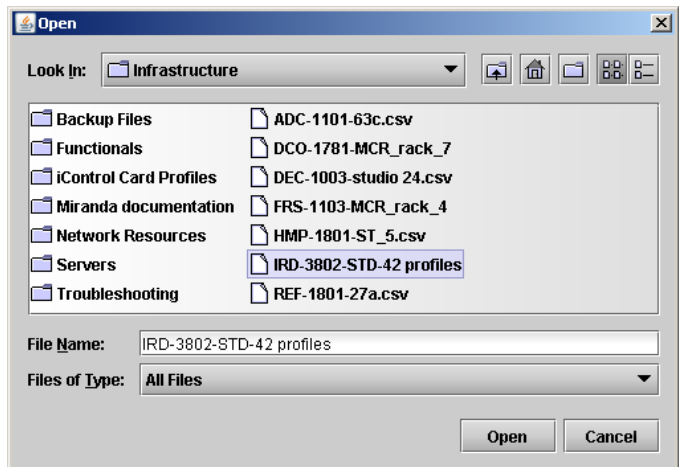 Open
Look In: Infrastructure
Backup Files
Functionals
iControl Card Profiles
Miranda documentation
Network Resources
Servers
Troubleshooting
ADC-1101-63c.csv
DCO-1781-MCR_rack_7
DEC-1003-studio 24.csv
FRS-1103-MCR_rack_4
HMP-1801-ST_5.csv
IRD-3802-STD-42 profiles
REF-1801-27a.csv
File Name: IRD-3802-STD-42 profiles
Files of Type: All Files
Open Cancel